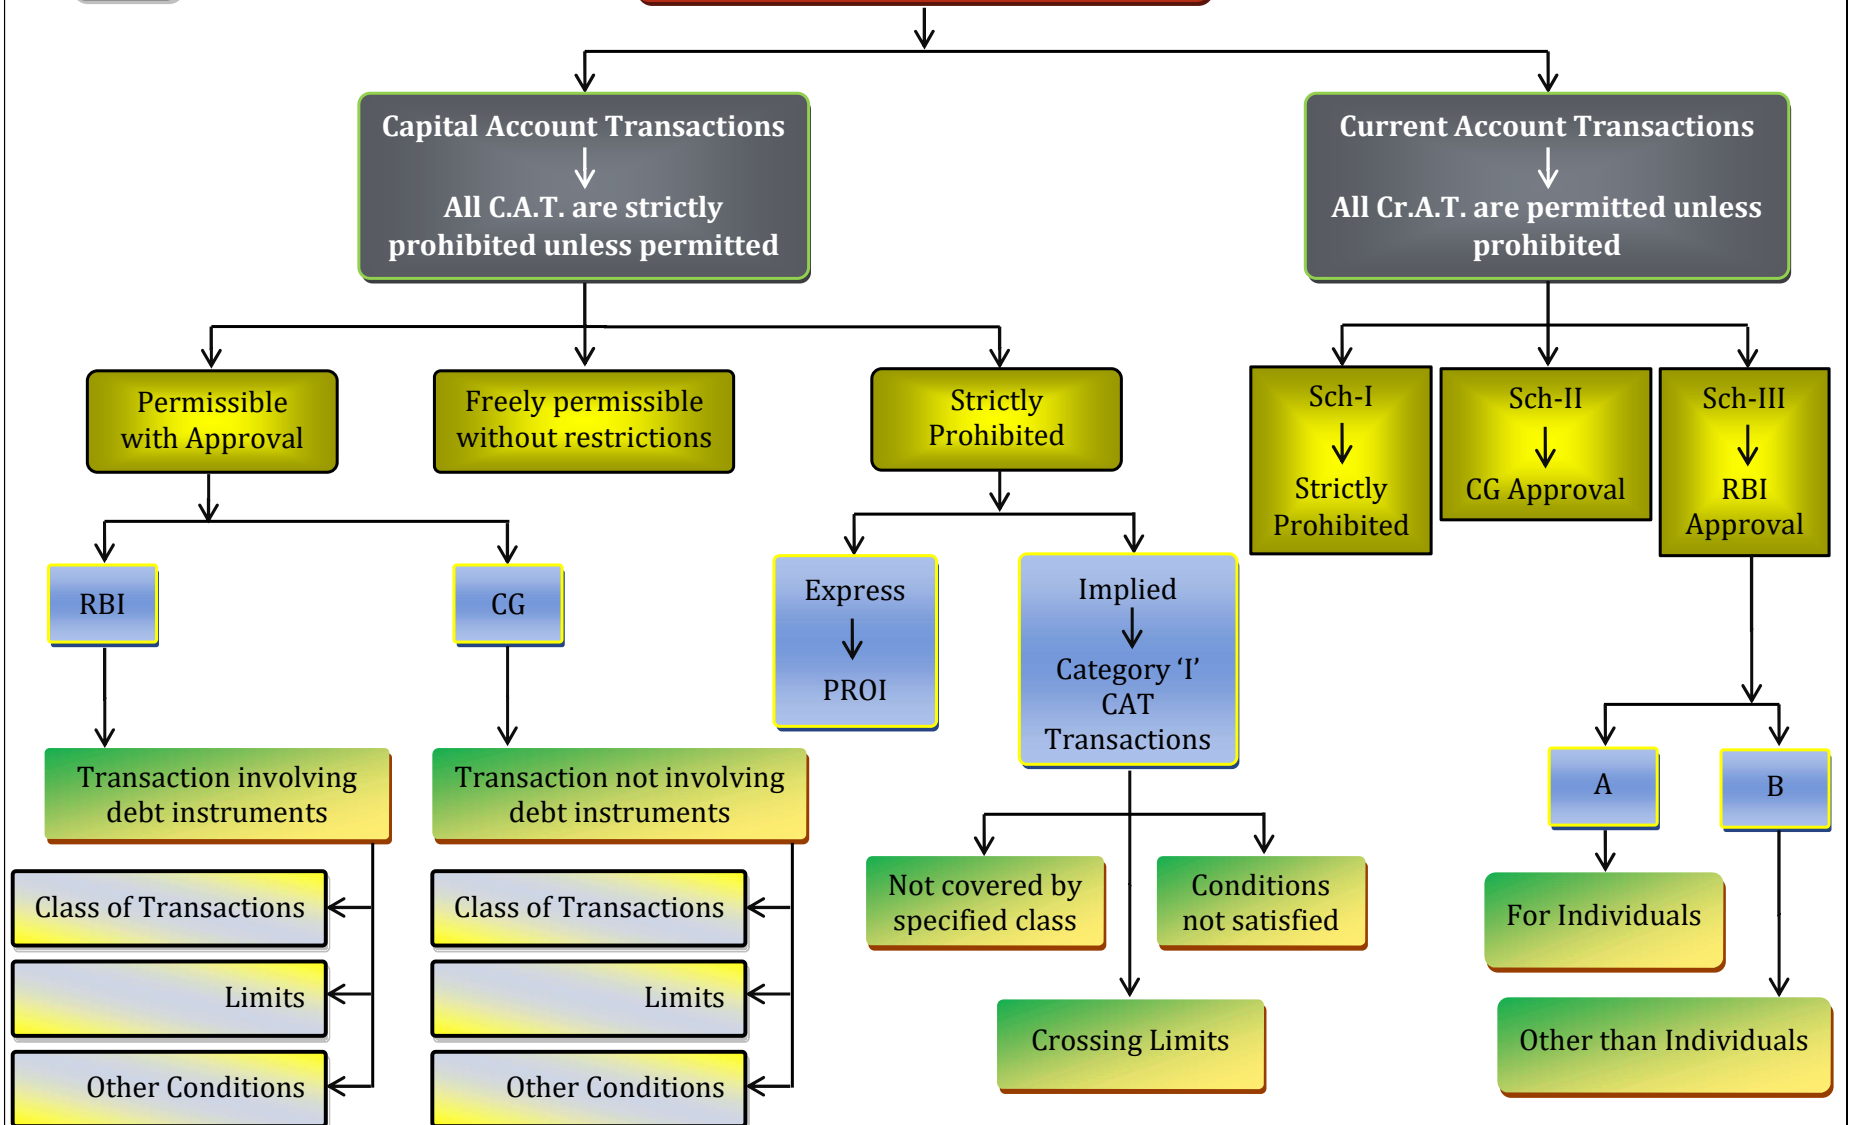 Capital Account Transactions
All C.A.T. are strictly
prohibited unless permitted
Current Account Transactions
All Cr.A.T. are permitted unless
prohibited
Permissible
with Approval
Freely permissible
without restrictions
Strictly
Prohibited
Sch-I
Strictly
Prohibited
Sch-II
CG Approval
Sch-III
RBI
Approval
RBI
CG
Express
PROI
Implied
Category ‘I’
CAT
Transactions
Transaction involving
debt instruments
Transaction not involving
debt instruments
A
B
Class of Transactions
Limits
Other Conditions
Class of Transactions
Limits
Other Conditions
Not covered by
specified class
Conditions
not satisfied
Crossing Limits
For Individuals
Other than Individuals